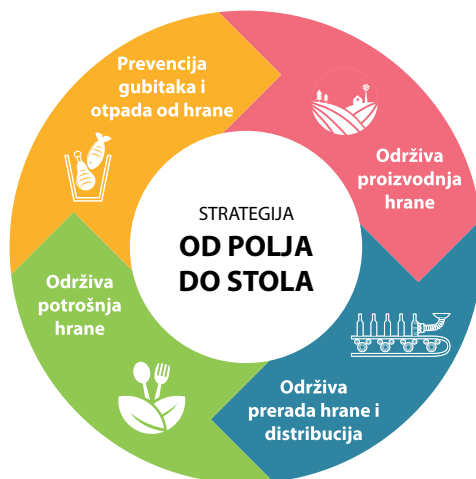 Prevencija
gubitaka i
otpada od hrane
Održiva
proizvodnja
hrane
STRATEGIJA
OD POLJA
DO STOLA
Održiva
potrošnja
hrane
Održiva
prerada hrane i
distribucija